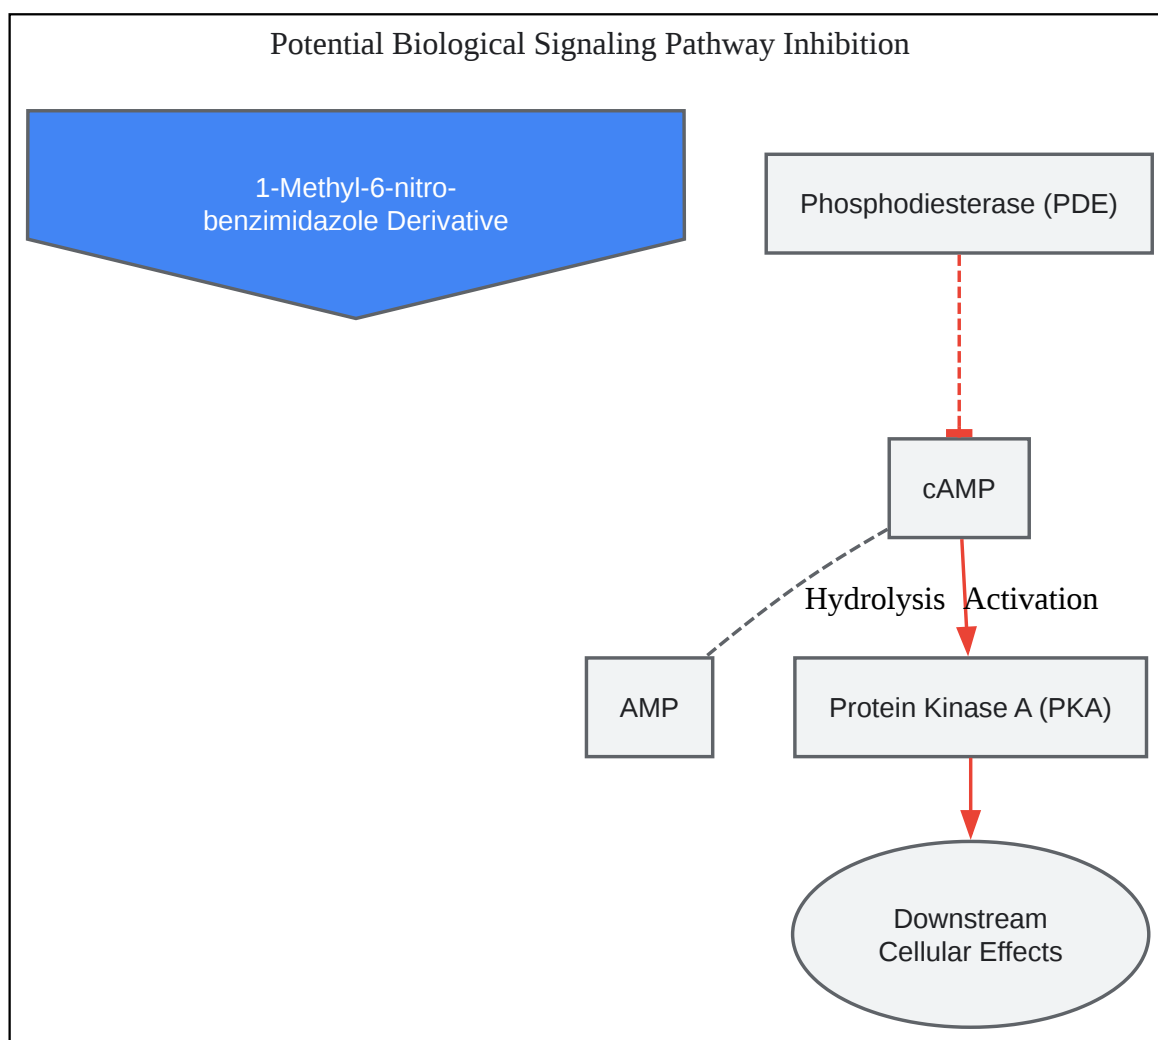 Potential Biological Signaling Pathway Inhibition
1-Methyl-6-nitro-
benzimidazole Derivative
Phosphodiesterase (PDE)
cAMP
Hydrolysis
Activation
AMP
Protein Kinase A (PKA)
Downstream
Cellular Effects